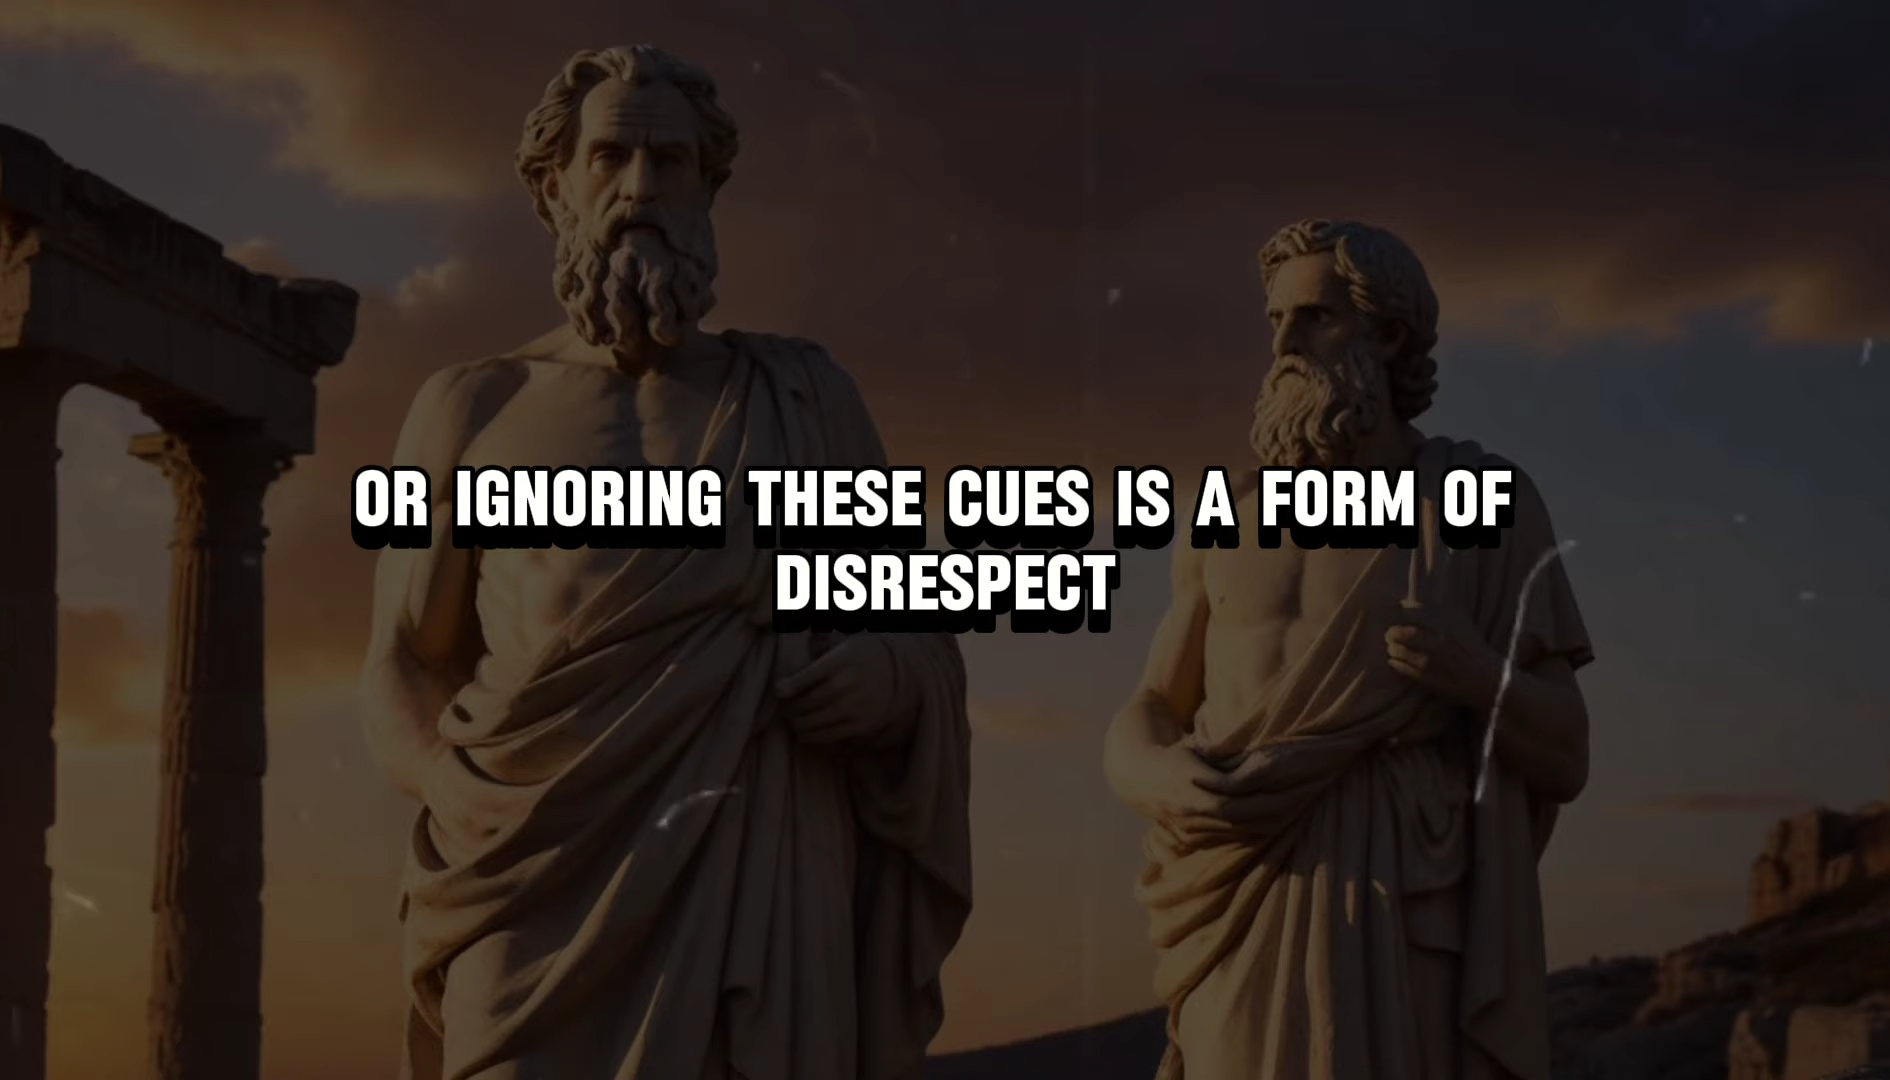 OR IGNORING THESE CUES IS A FORM OF
DISRESPECT